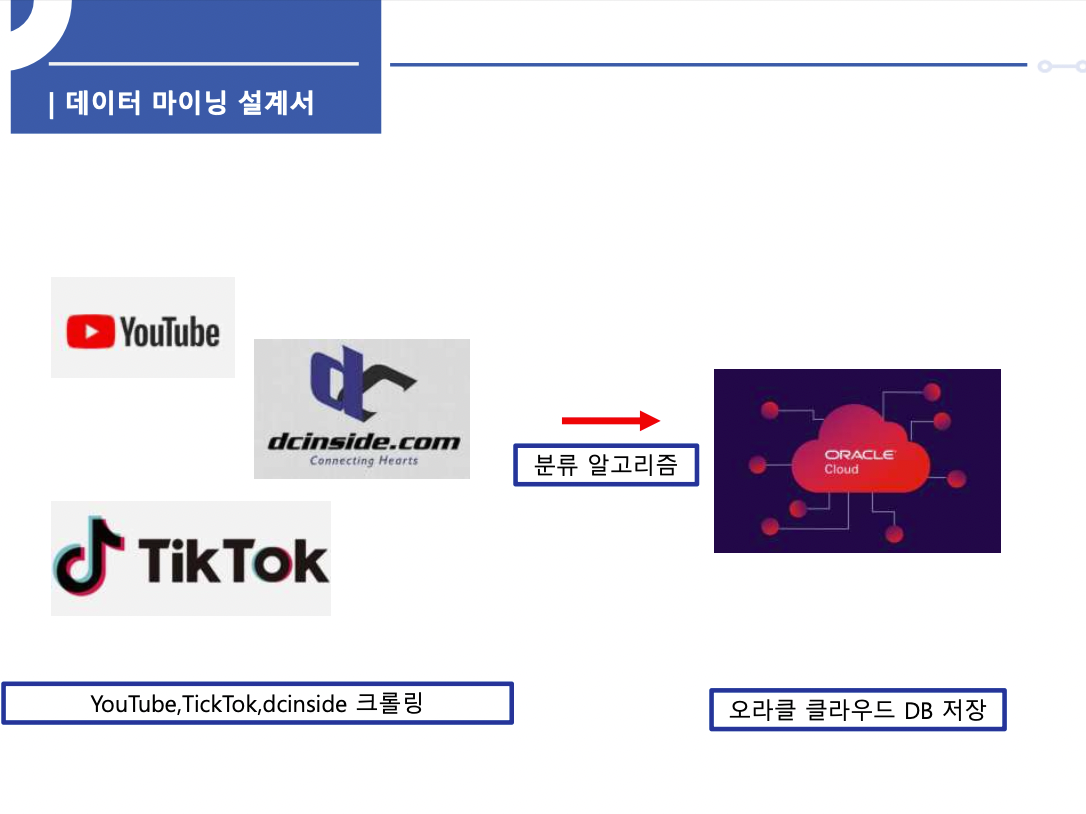 | 데이터 마이닝 설계서
YouTube
dcinside.com
Connecting Hearts
TikTok
분류 알고리즘
ORACLE
Cloud
YouTube,TickTok,dcinside 크롤링
오라클 클라우드 DB 저장